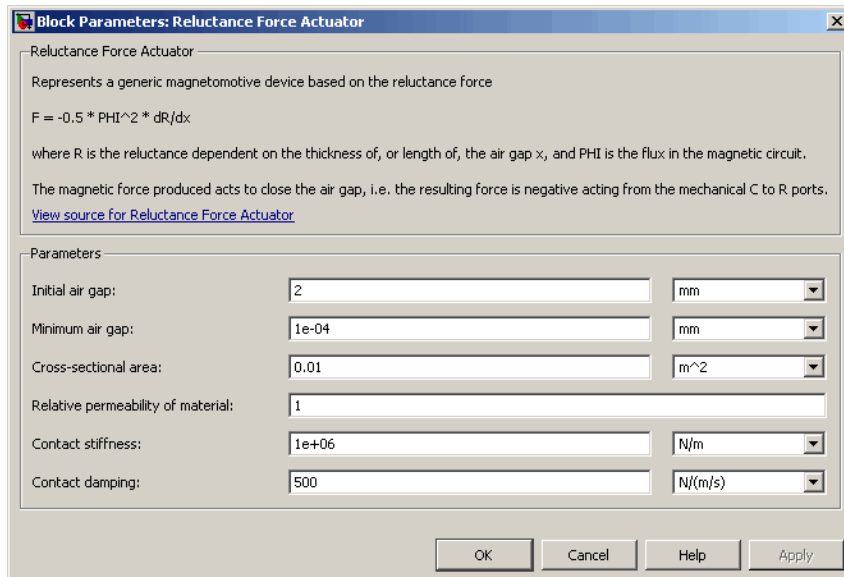 Block Parameters: Reluctance Force Actuator
Reluctance Force Actuator
Represents a generic magnetomotive device based on the reluctance force
F = -0.5 * PHI^2 * dR/dx
where R is the reluctance dependent on the thickness of, or length of, the air gap x, and PHI is the flux in the magnetic circuit.
The magnetic force produced acts to close the air gap, i.e. the resulting force is negative acting from the mechanical C to R ports.
View source for Reluctance Force Actuator
Parameters
Initial air gap: 2 mm
Minimum air gap: 1e-04 mm
Cross-sectional area: 0.01 m^2
Relative permeability of material: 1
Contact stiffness: 1e+06 N/m
Contact damping: 500 N/(m/s)
OK Cancel Help Apply